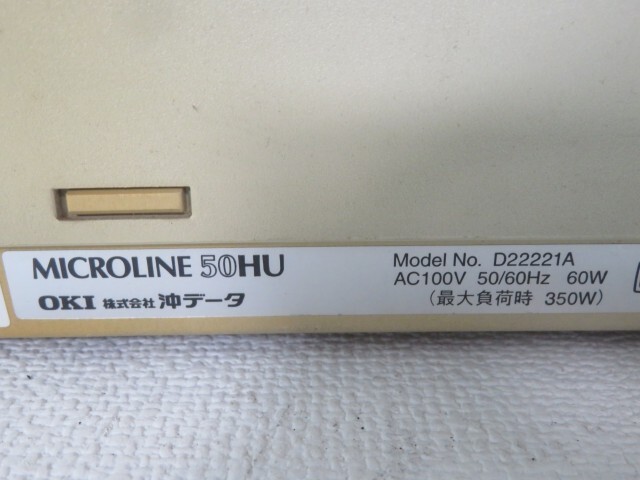 MICROLINE 50HU
OKI 株式会社 沖データ
Model No. D22221A
AC100V 50/60Hz 60W
(最大負荷時 350W)